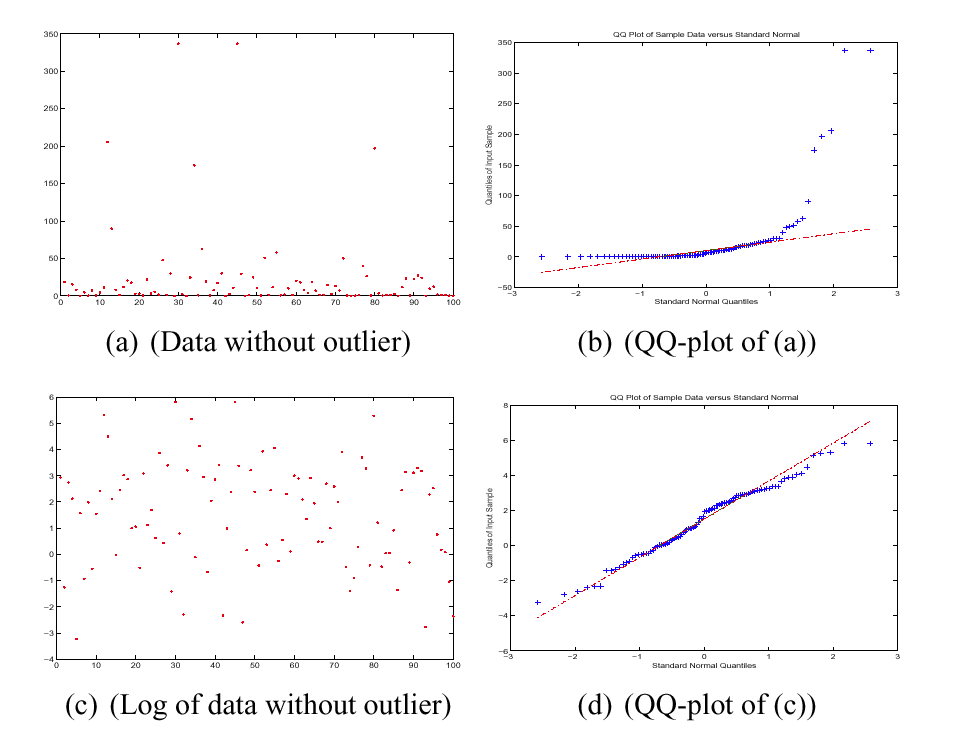 350
300
250
200
150
100
50
0
0 10 20 30 40 50 60 70 80 90 100
(a) (Data without outlier)
QQ Plot of Sample Data versus Standard Normal
Quantiles of Input Sample
350
300
250
200
150
100
50
0
−50
−3 −2 −1 0 1 2 3
Standard Normal Quantiles
(b) (QQ-plot of (a))
6
5
4
3
2
1
0
−1
−2
−3
−4
0 10 20 30 40 50 60 70 80 90 100
(c) (Log of data without outlier)
QQ Plot of Sample Data versus Standard Normal
Quantiles of Input Sample
8
6
4
2
0
−2
−4
−6
−3 −2 −1 0 1 2 3
Standard Normal Quantiles
(d) (QQ-plot of (c))